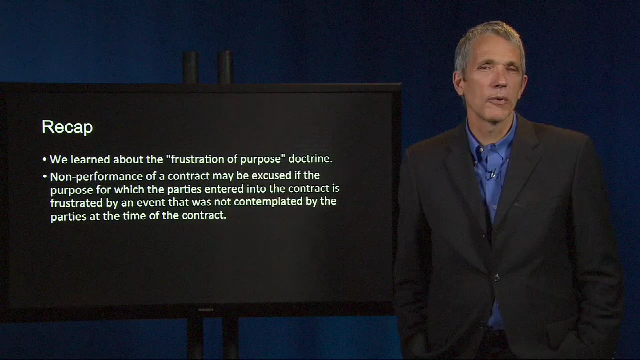 Recap
• We learned about the "frustration of purpose" doctrine.
• Non-performance of a contract may be excused if the
purpose for which the parties entered into the contract is
frustrated by an event that was not contemplated by the
parties at the time of the contract.